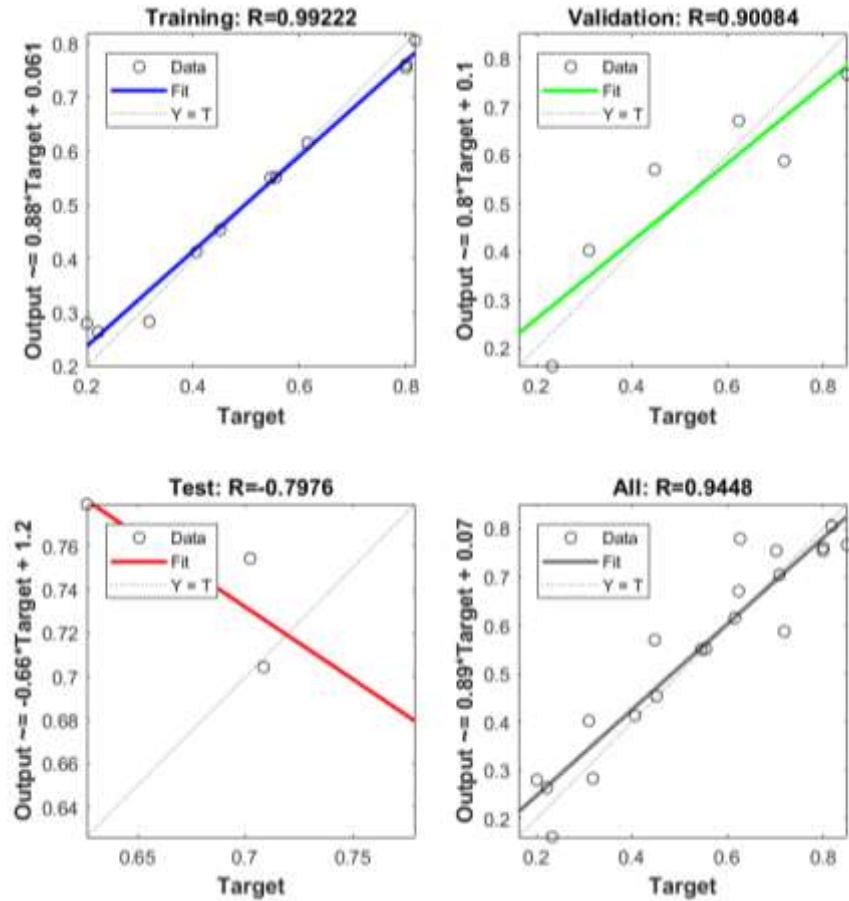 Training: R=0.99222
Output ~= 0.88*Target + 0.061
0.8
0.7
0.6
0.5
0.4
0.3
0.2
Data
Fit
Y = T
0.2
0.4
0.6
0.8
Target
Validation: R=0.90084
Output ~= 0.8*Target + 0.1
0.8
0.7
0.6
0.5
0.4
0.3
0.2
Data
Fit
Y = T
0.2
0.4
0.6
0.8
Target
Test: R=-0.7976
Output ~= -0.66*Target + 1.2
0.76
0.74
0.72
0.7
0.68
0.66
0.64
Data
Fit
Y = T
0.65
0.7
0.75
Target
All: R=0.9448
Output ~= 0.89*Target + 0.07
0.8
0.7
0.6
0.5
0.4
0.3
0.2
Data
Fit
Y = T
0.2
0.4
0.6
0.8
Target